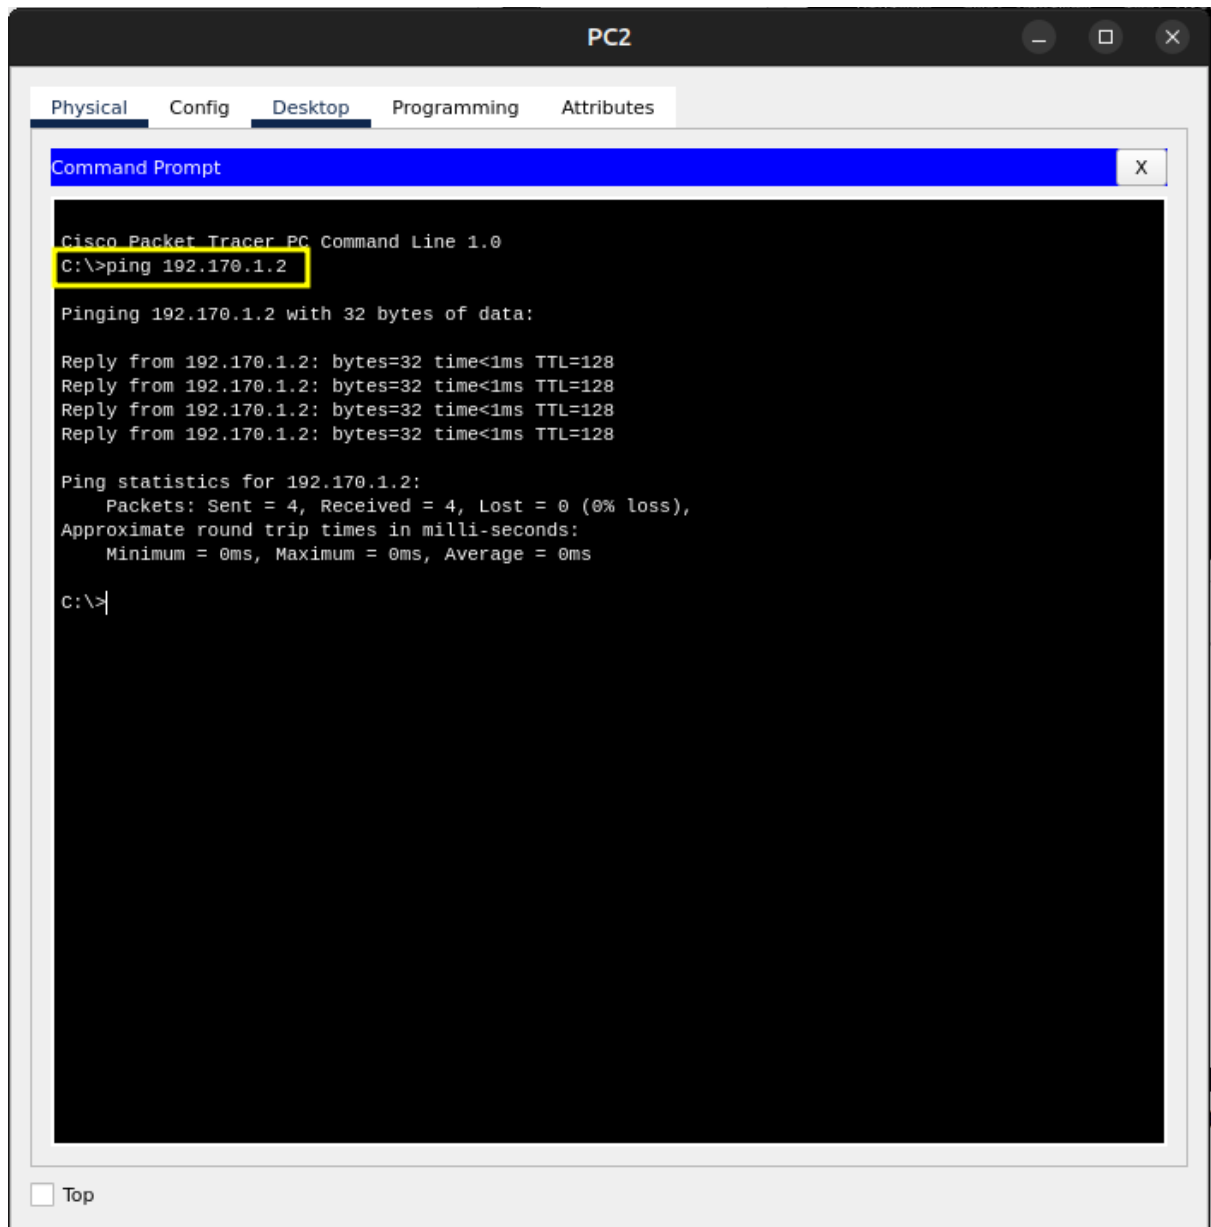 PC2
Physical Config Desktop Programming Attributes
Command Prompt X
Cisco Packet Tracer PC Command Line 1.0
C:\>ping 192.170.1.2
Pinging 192.170.1.2 with 32 bytes of data:
Reply from 192.170.1.2: bytes=32 time<1ms TTL=128
Reply from 192.170.1.2: bytes=32 time<1ms TTL=128
Reply from 192.170.1.2: bytes=32 time<1ms TTL=128
Reply from 192.170.1.2: bytes=32 time<1ms TTL=128
Ping statistics for 192.170.1.2:
Packets: Sent = 4, Received = 4, Lost = 0 (0% loss),
Approximate round trip times in milli-seconds:
Minimum = 0ms, Maximum = 0ms, Average = 0ms
C:\>
Top